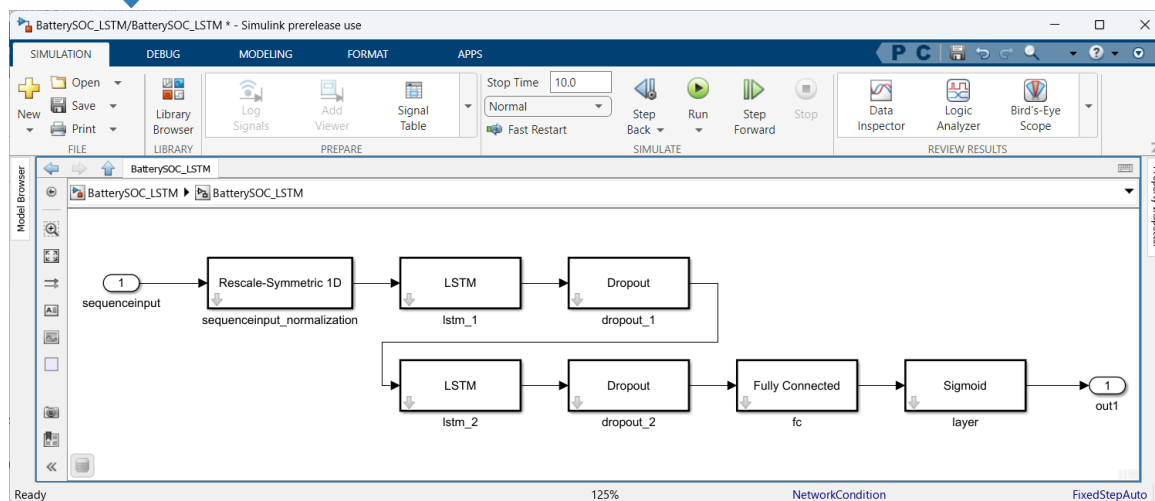 BatterySOC_LSTM/BatterySOC_LSTM * - Simulink prerelease use
SIMULATION DEBUG MODELING FORMAT APPS
P C ?
New
Open
Save
Print
FILE
Library
Browser
LIBRARY
Log
Signals
Add
Viewer
Signal
Table
PREPARE
Stop Time 10.0
Normal
Fast Restart
Step
Back
Run
Step
Forward
Stop
SIMULATE
Data
Inspector
Logic
Analyzer
Bird's-Eye
Scope
REVIEW RESULTS
Model Browser
BatterySOC_LSTM
BatterySOC_LSTM BatterySOC_LSTM
1
sequenceinput
Rescale-Symmetric 1D
sequenceinput_normalization
LSTM
lstm_1
Dropout
dropout_1
LSTM
lstm_2
Dropout
dropout_2
Fully Connected
fc
Sigmoid
layer
1
out1
Ready 125% NetworkCondition FixedStepAuto